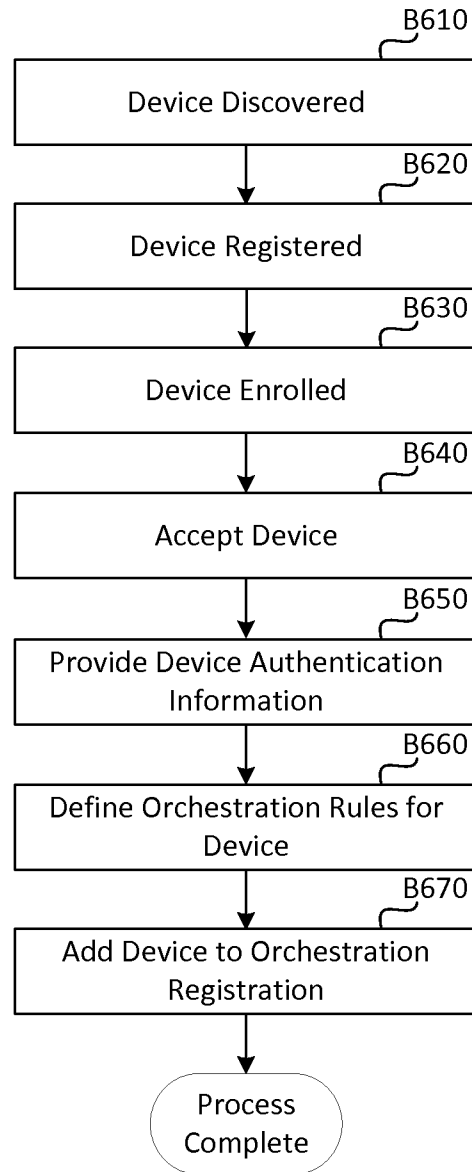 B610
Device Discovered
B620
Device Registered
B630
Device Enrolled
B640
Accept Device
B650
Provide Device Authentication
Information
B660
Define Orchestration Rules for
Device
B670
Add Device to Orchestration
Registration
Process
Complete